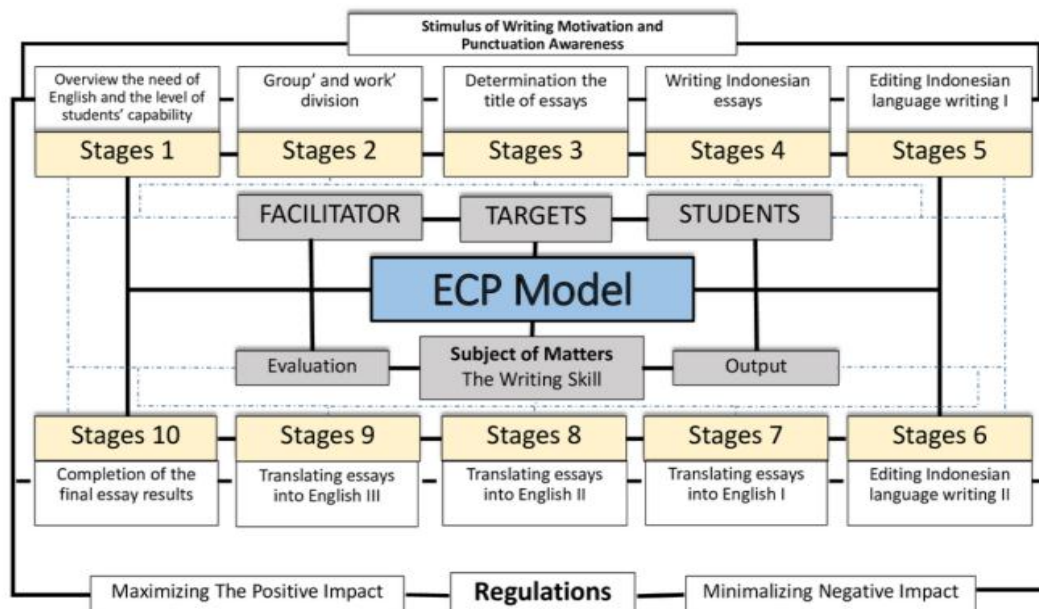 Stimulus of Writing Motivation and
Punctuation Awareness
Overview the need of
English and the level of
students' capability
Group' and work'
division
Determination the
title of essays
Writing Indonesian
essays
Editing Indonesian
language writing I
Stages 1
Stages 2
Stages 3
Stages 4
Stages 5
FACILITATOR
TARGETS
STUDENTS
ECP Model
Evaluation
Subject of Matters
The Writing Skill
Output
Stages 10
Stages 9
Stages 8
Stages 7
Stages 6
Completion of the
final essay results
Translating essays
into English III
Translating essays
into English II
Translating essays
into English I
Editing Indonesian
language writing II
Maximizing The Positive Impact
Regulations
Minimalizing Negative Impact